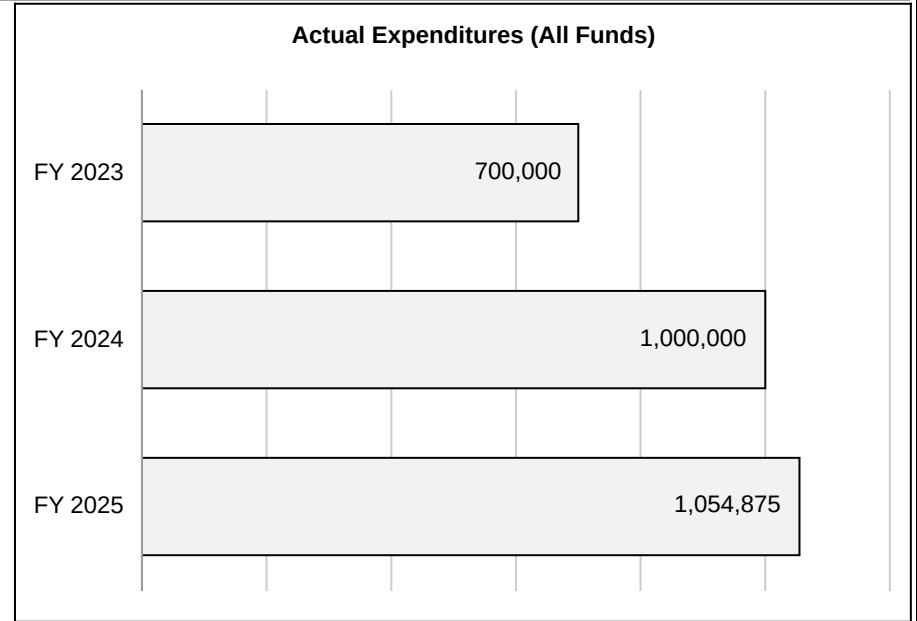 Actual Expenditures (All Funds)
FY 2023 700,000
FY 2024 1,000,000
FY 2025 1,054,875